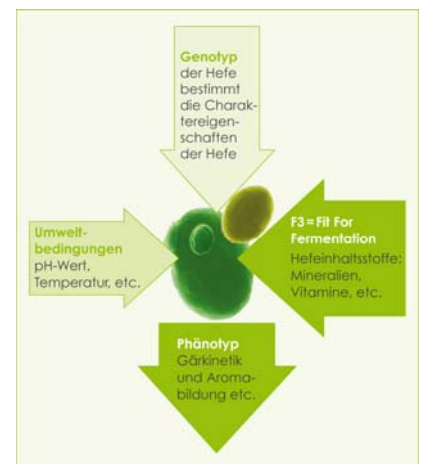 Genotyp
der Hefe
bestimmt
die Charak-
tereigen-
schaften
der Hefe
Umwelt-
bedingungen
pH-Wert,
Temperatur, etc.
F3=Fit For
Fermentation
Hefeinhaltsstoffe:
Mineralien,
Vitamine, etc.
Phänotyp
Gärkinetik
und Aroma-
bildung etc.